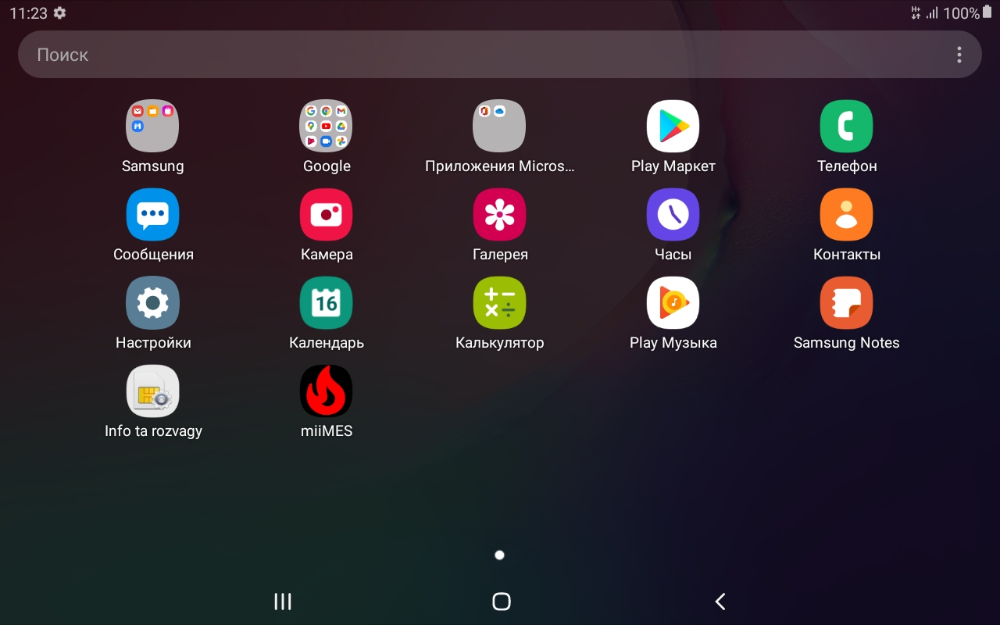 11:23
H+ 100%
Поиск
Samsung
Google
Приложения Micros...
Play Маркет
Телефон
Сообщения
Камера
Галерея
Часы
Контакты
16
Настройки
Календарь
Калькулятор
Play Музыка
Samsung Notes
Info ta rozvagy
miiMES